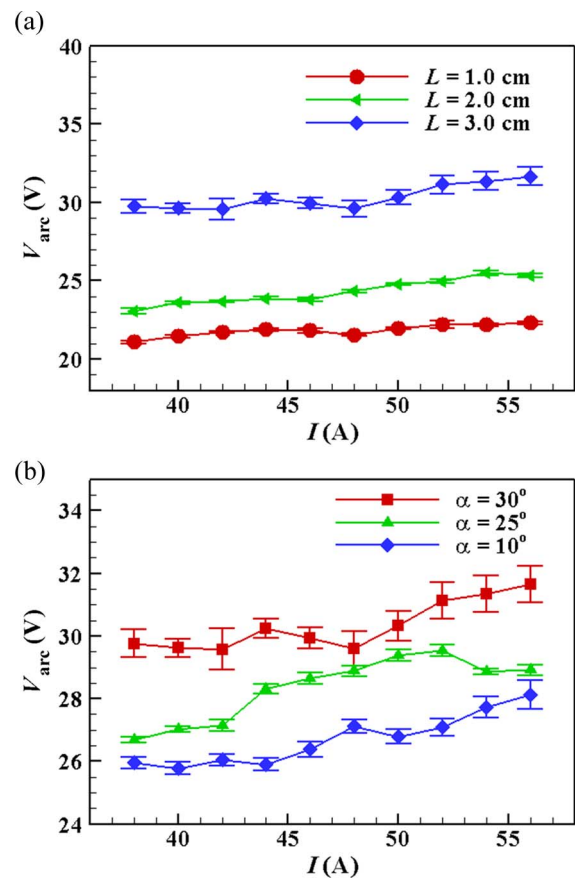 (a)
40
35
30
25
20
V_arc (V)
L = 1.0 cm
L = 2.0 cm
L = 3.0 cm
40 45 50 55
I (A)
(b)
34
32
30
28
26
24
V_arc (V)
α = 30°
α = 25°
α = 10°
40 45 50 55
I (A)